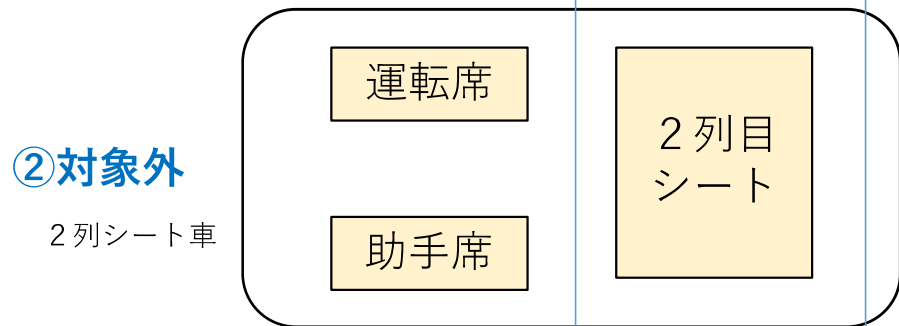 ②対象外
２列シート車
運転席
助手席
２列目
シート